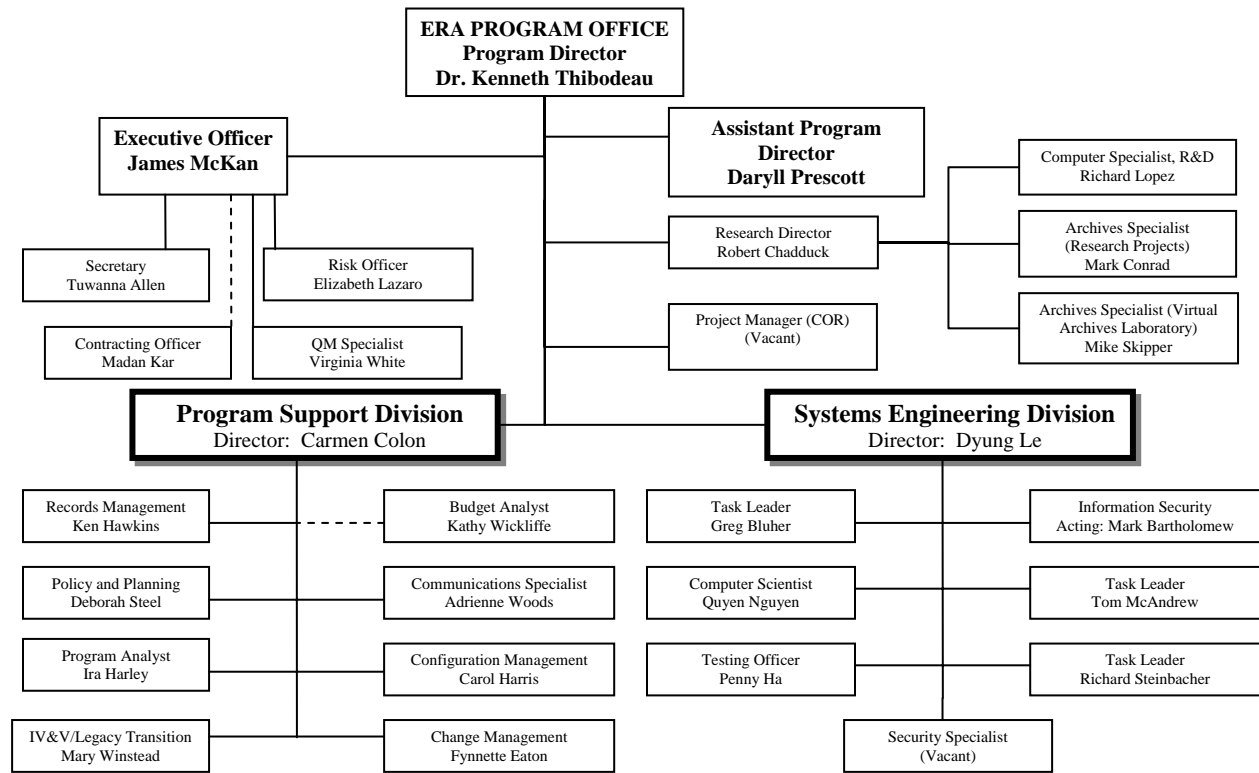 ERA PROGRAM OFFICE
Program Director
Dr. Kenneth Thibodeau
Executive Officer
James McKan
Assistant Program
Director
Daryll Prescott
Computer Specialist, R&D
Richard Lopez
Research Director
Robert Chadduck
Archives Specialist
(Research Projects)
Mark Conrad
Secretary
Tuwanna Allen
Risk Officer
Elizabeth Lazaro
Project Manager (COR)
(Vacant)
Archives Specialist (Virtual
Archives Laboratory)
Mike Skipper
Contracting Officer
Madan Kar
QM Specialist
Virginia White
Program Support Division
Director: Carmen Colon
Systems Engineering Division
Director: Dyung Le
Records Management
Ken Hawkins
Budget Analyst
Kathy Wickliffe
Task Leader
Greg Bluher
Information Security
Acting: Mark Bartholomew
Policy and Planning
Deborah Steel
Communications Specialist
Adrienne Woods
Computer Scientist
Quyen Nguyen
Task Leader
Tom McAndrew
Program Analyst
Ira Harley
Configuration Management
Carol Harris
Testing Officer
Penny Ha
Task Leader
Richard Steinbacher
IV&V/Legacy Transition
Mary Winstead
Change Management
Fynnette Eaton
Security Specialist
(Vacant)